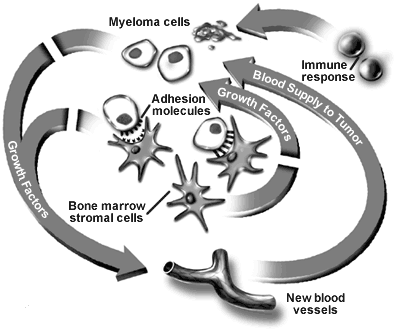 Myeloma cells
Immune
response
Adhesion
molecules
Growth Factors
Blood Supply to Tumor
Growth Factors
Bone marrow
stromal cells
New blood
vessels